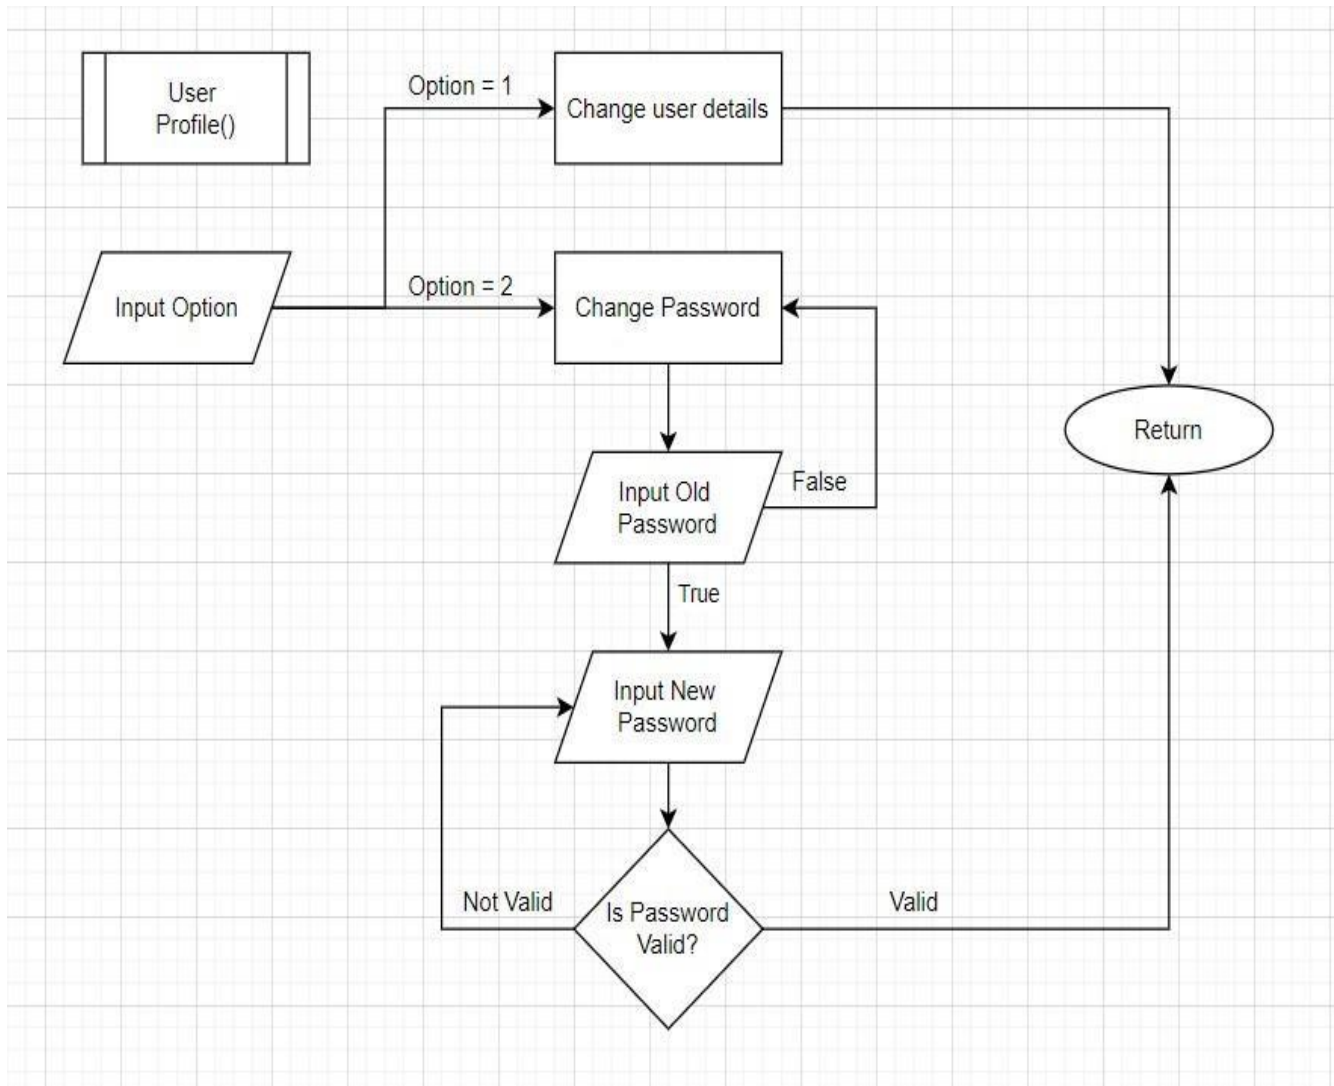 User
Profile()
Option = 1
Change user details
Input Option
Option = 2
Change Password
Return
Input Old
Password
False
True
Input New
Password
Not Valid
Is Password
Valid?
Valid